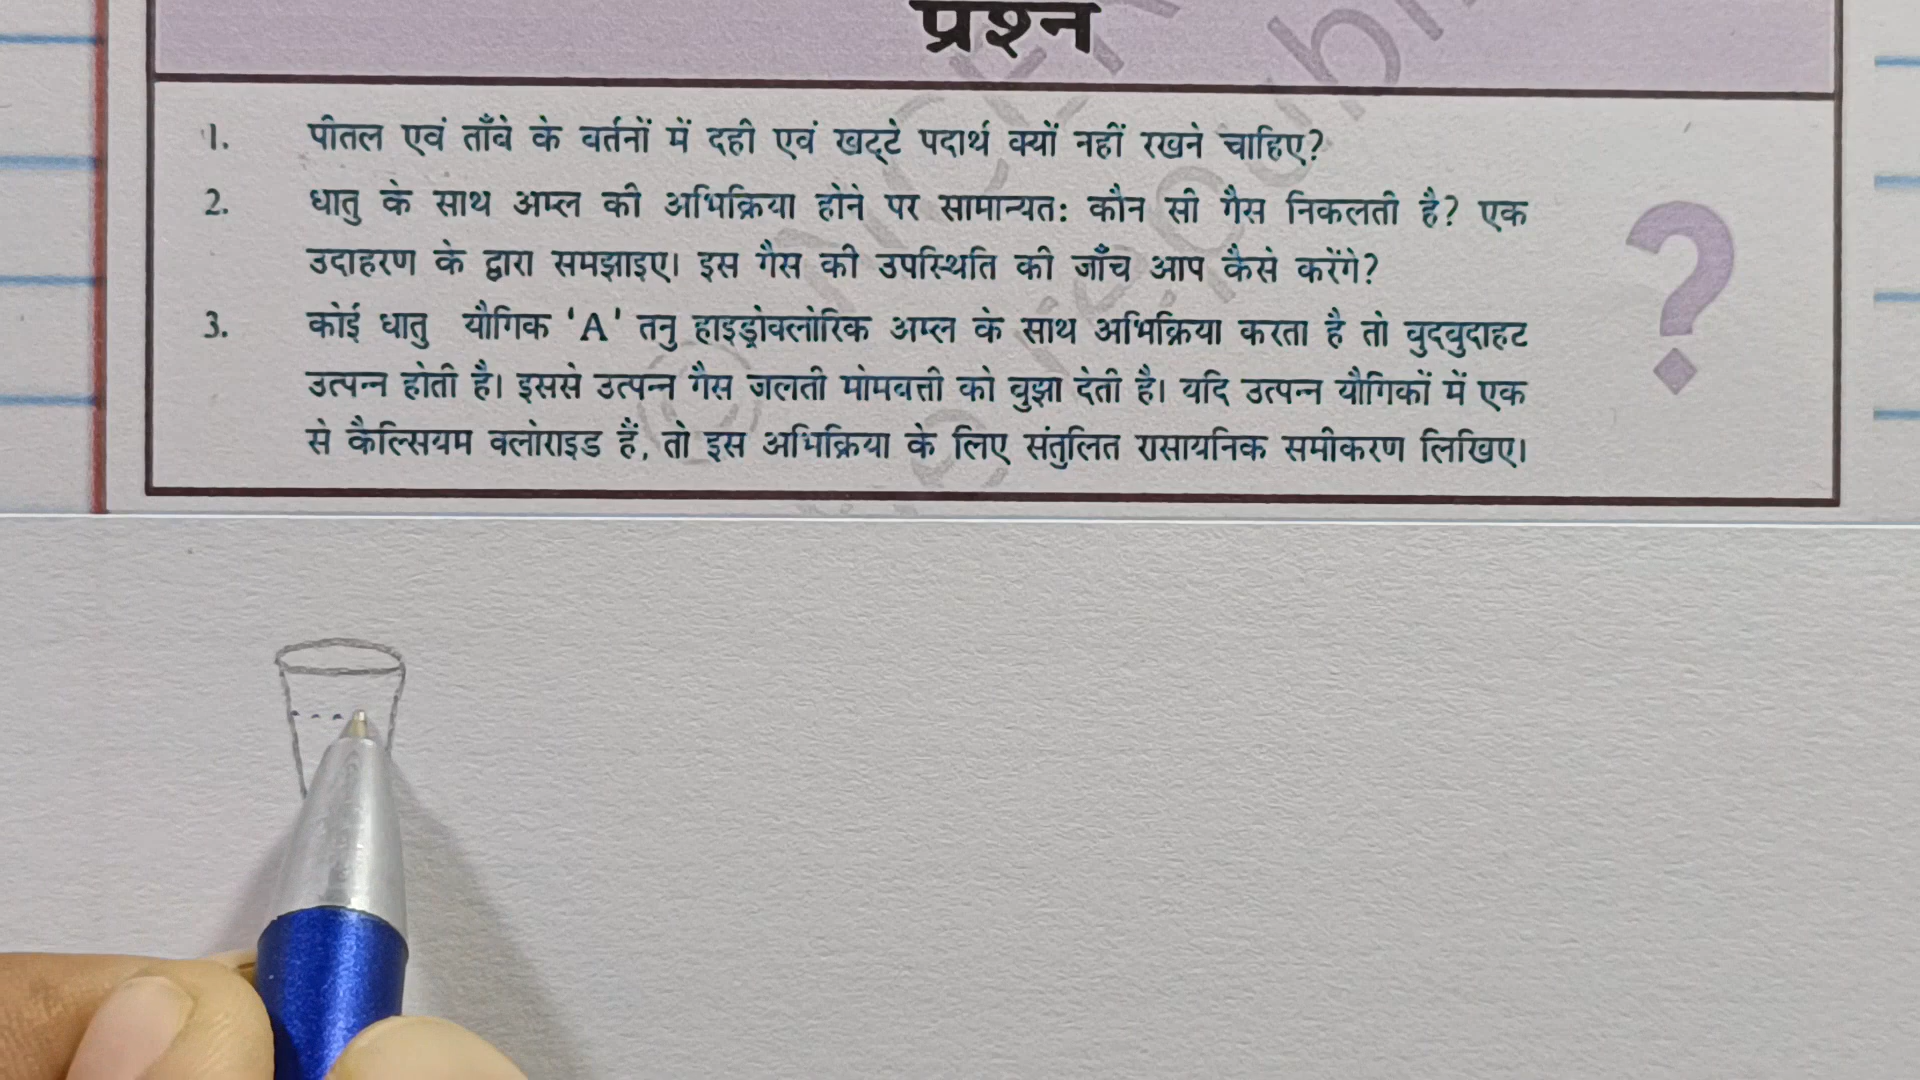 प्रश्न
1. पीतल एवं ताँबे के बर्तनों में दही एवं खट्टे पदार्थ क्यों नहीं रखने चाहिए?
2. धातु के साथ अम्ल की अभिक्रिया होने पर सामान्यतः कौन सी गैस निकलती है? एक
उदाहरण के द्वारा समझाइए। इस गैस की उपस्थिति की जाँच आप कैसे करेंगे?
3. कोई धातु यौगिक 'A' तनु हाइड्रोक्लोरिक अम्ल के साथ अभिक्रिया करता है तो बुदबुदाहट
उत्पन्न होती है। इससे उत्पन्न गैस जलती मोमबत्ती को बुझा देती है। यदि उत्पन्न यौगिकों में एक
से कैल्सियम क्लोराइड हैं, तो इस अभिक्रिया के लिए संतुलित रासायनिक समीकरण लिखिए।
?